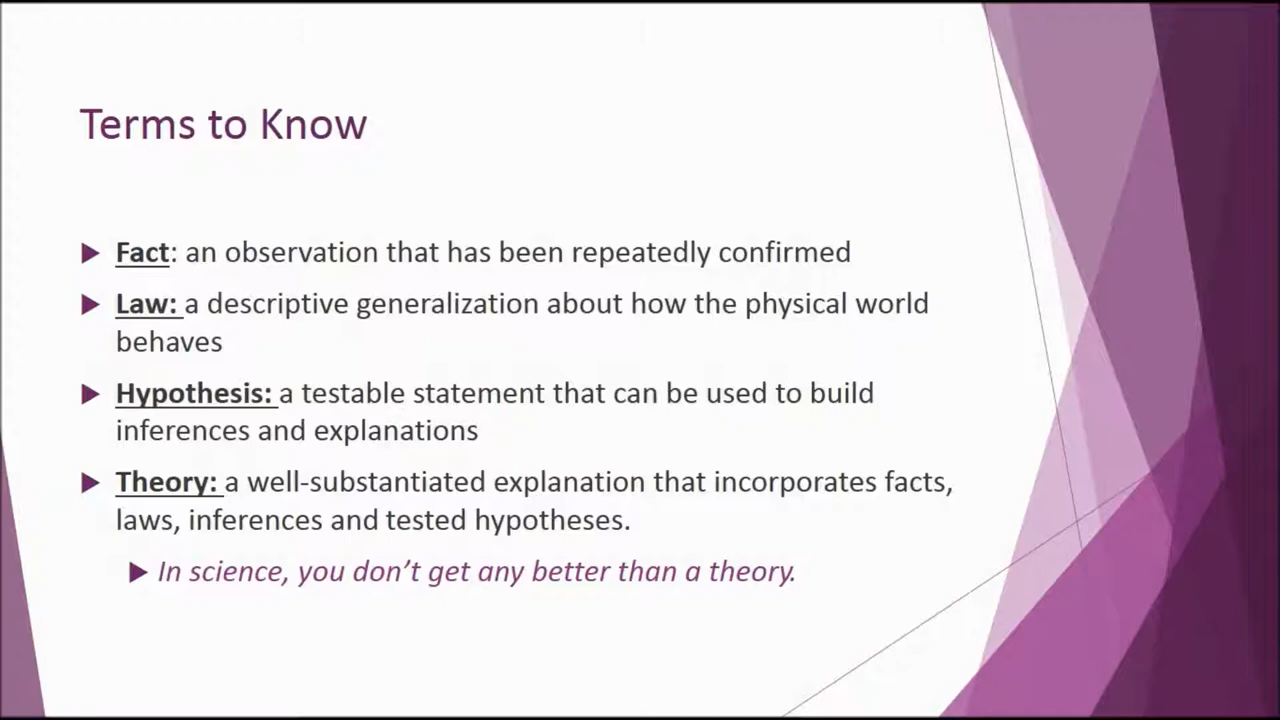 Terms to Know
Fact: an observation that has been repeatedly confirmed
Law: a descriptive generalization about how the physical world
behaves
Hypothesis: a testable statement that can be used to build
inferences and explanations
Theory: a well-substantiated explanation that incorporates facts,
laws, inferences and tested hypotheses.
In science, you don’t get any better than a theory.